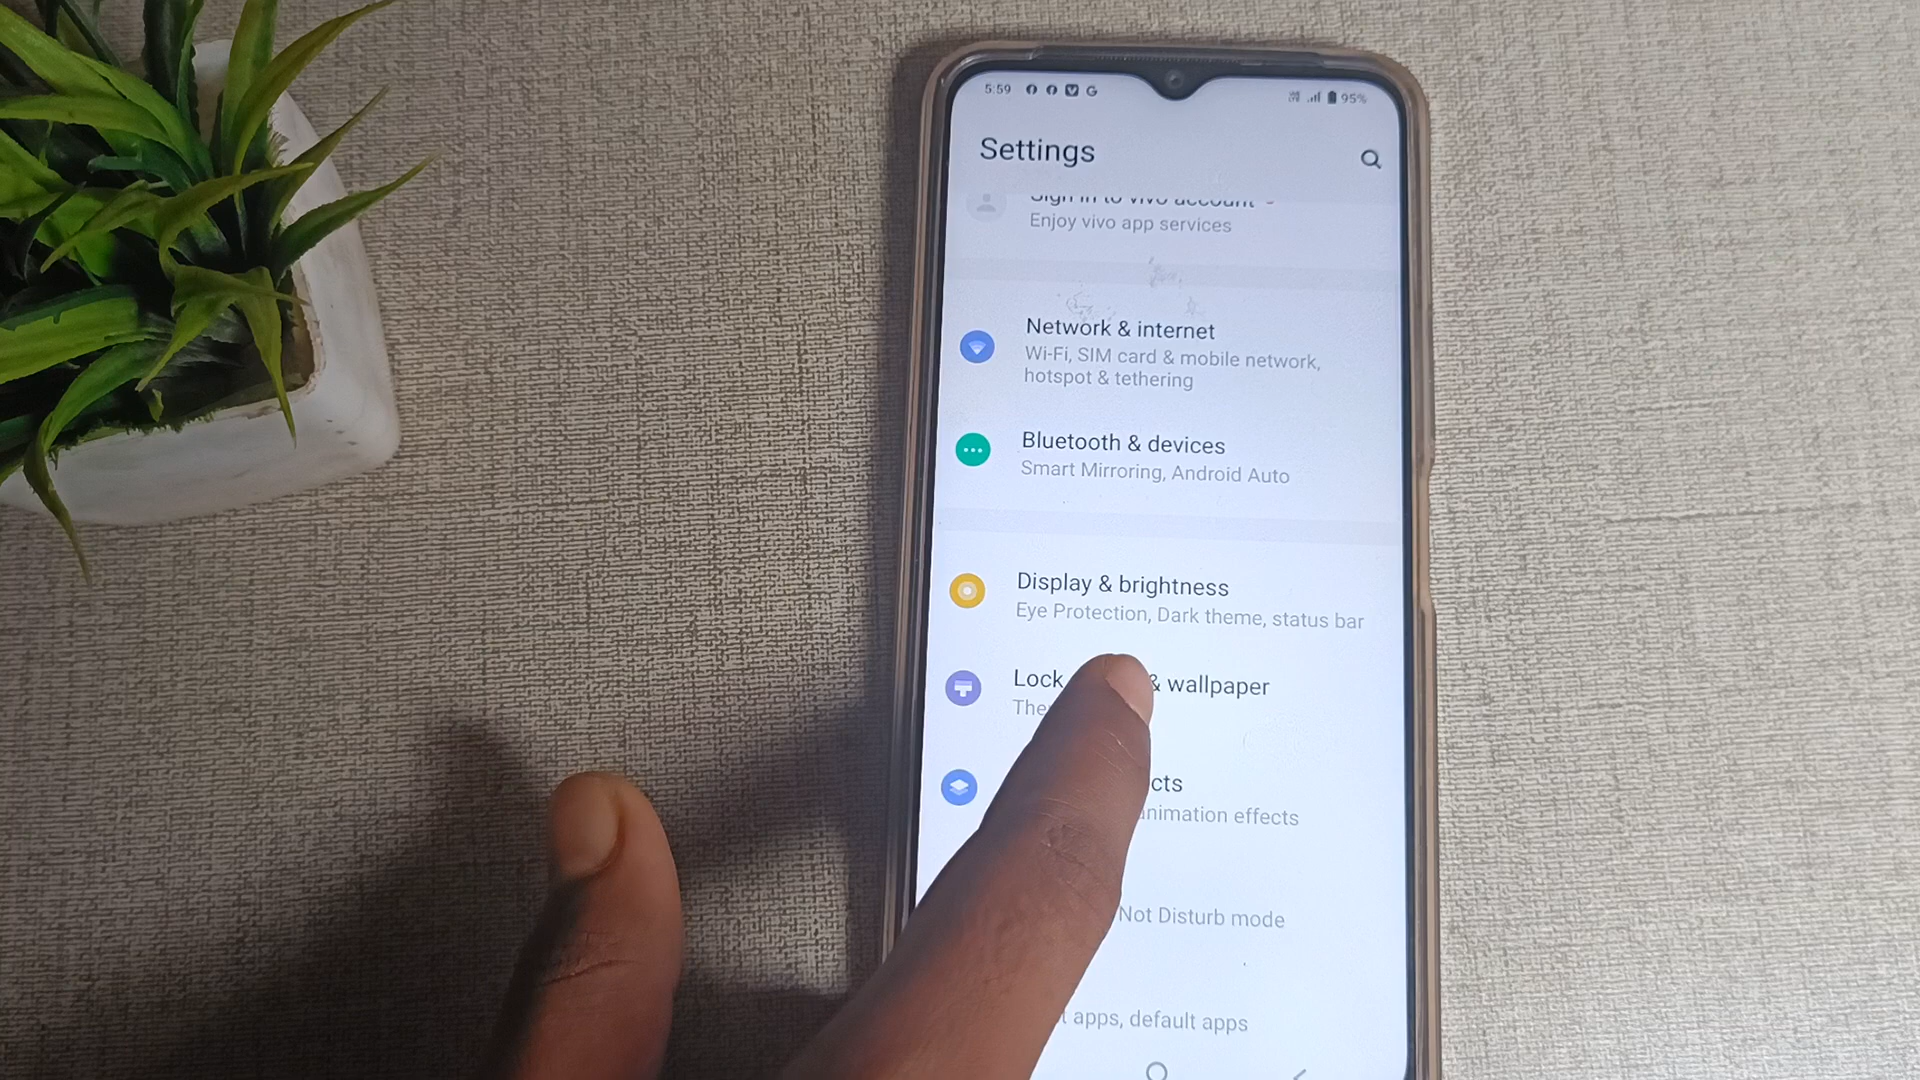 5:59 95%
Settings
Sign in to vivo account
Enjoy vivo app services
Network & internet
Wi-Fi, SIM card & mobile network,
hotspot & tethering
Bluetooth & devices
Smart Mirroring, Android Auto
Display & brightness
Eye Protection, Dark theme, status bar
Lock & wallpaper
animation effects
Not Disturb mode
apps, default apps